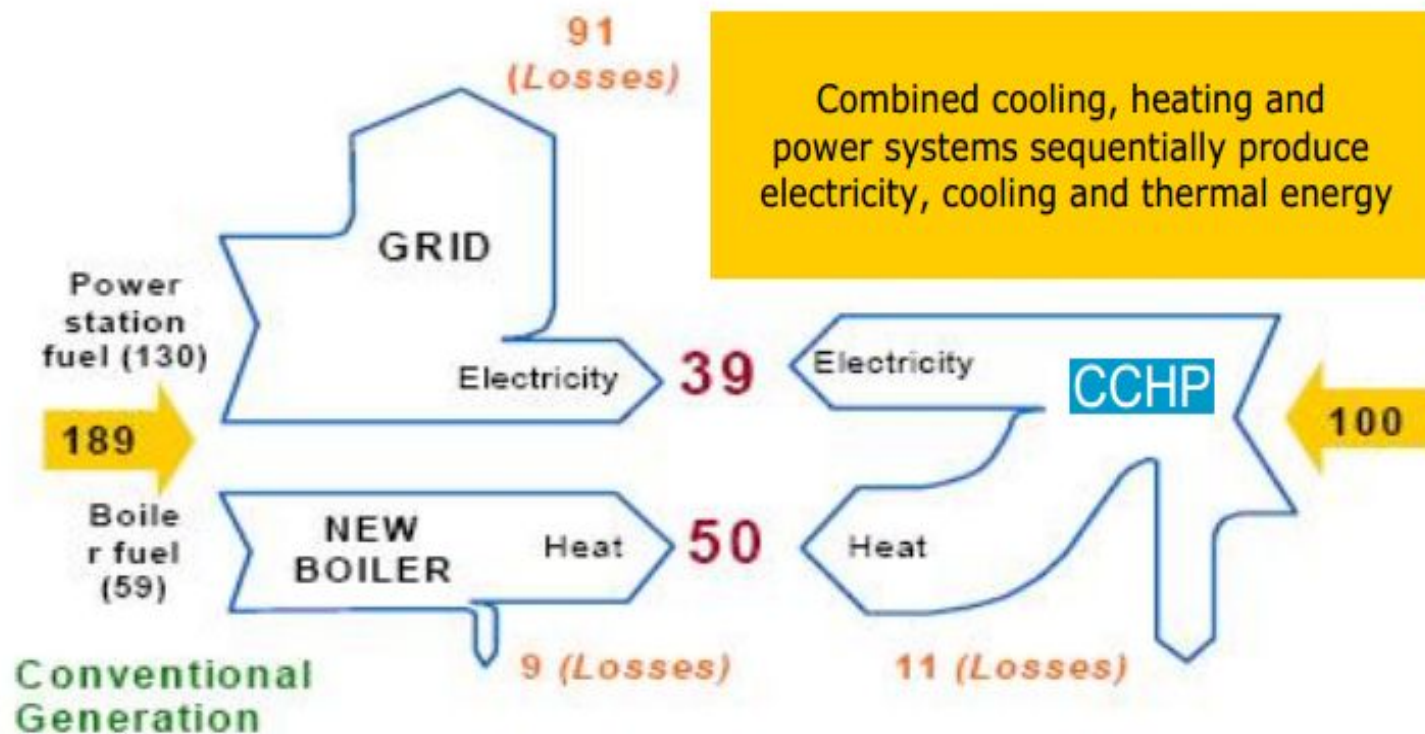 91
(Losses)
Combined cooling, heating and
power systems sequentially produce
electricity, cooling and thermal energy
GRID
Power
station
fuel (130)
Electricity
39
Electricity
CCHP
189
100
Boile
r fuel
(59)
NEW
BOILER
Heat
50
Heat
9 (Losses)
11 (Losses)
Conventional
Generation